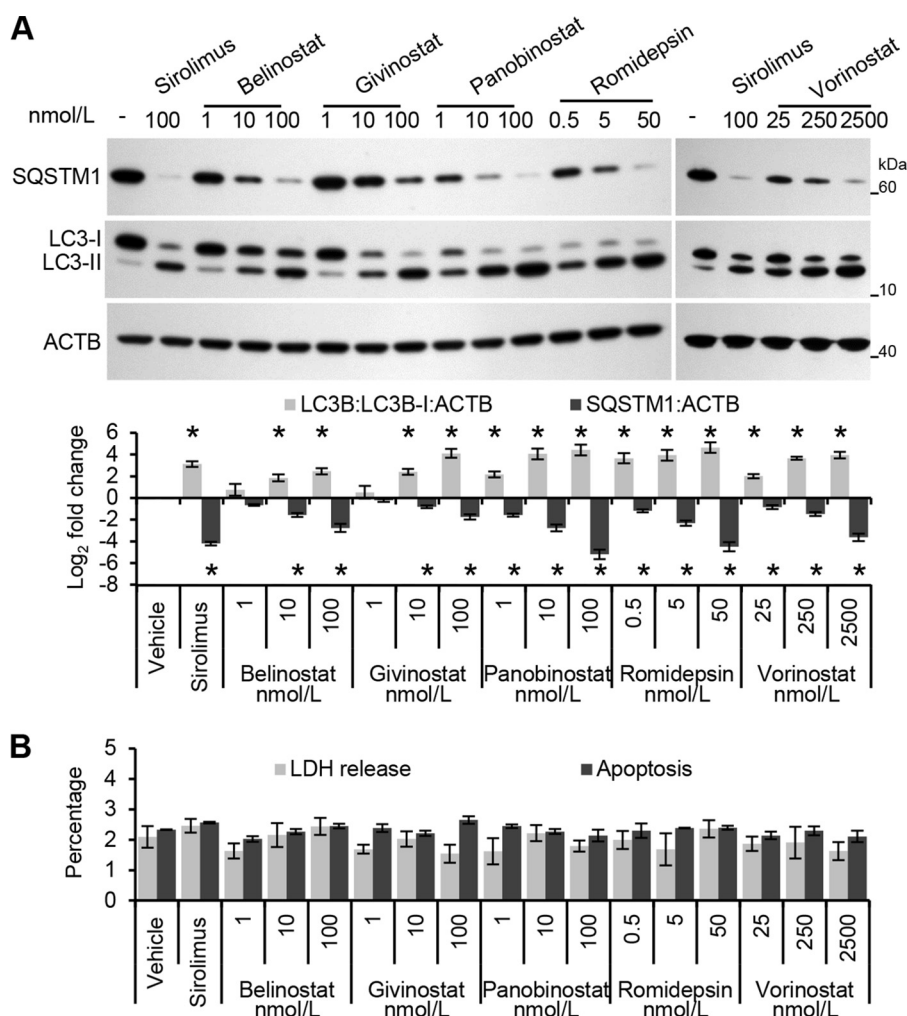 A
Sirolimus Belinostat Givinostat Panobinostat Romidepsin Sirolimus Vorinostat
nmol/L - 100 1 10 100 1 10 100 1 10 100 0.5 5 50 - 100 25 250 2500
SQSTM1
kDa
60
LC3-I
LC3-II
10
ACTB
40
LC3B:LC3B-I:ACTB SQSTM1:ACTB
* * * * * * * * * * * * * *
Log2 fold change
6
4
2
0
-2
-4
-6
-8
* * * * * * * * * * * * * *
Vehicle Sirolimus 1 10 100 1 10 100 1 10 100 0.5 5 50 25 250 2500
Belinostat Givinostat Panobinostat Romidepsin Vorinostat
nmol/L nmol/L nmol/L nmol/L nmol/L
B
LDH release Apoptosis
Percentage
5
4
3
2
1
0
Vehicle Sirolimus 1 10 100 1 10 100 1 10 100 0.5 5 50 25 250 2500
Belinostat Givinostat Panobinostat Romidepsin Vorinostat
nmol/L nmol/L nmol/L nmol/L nmol/L